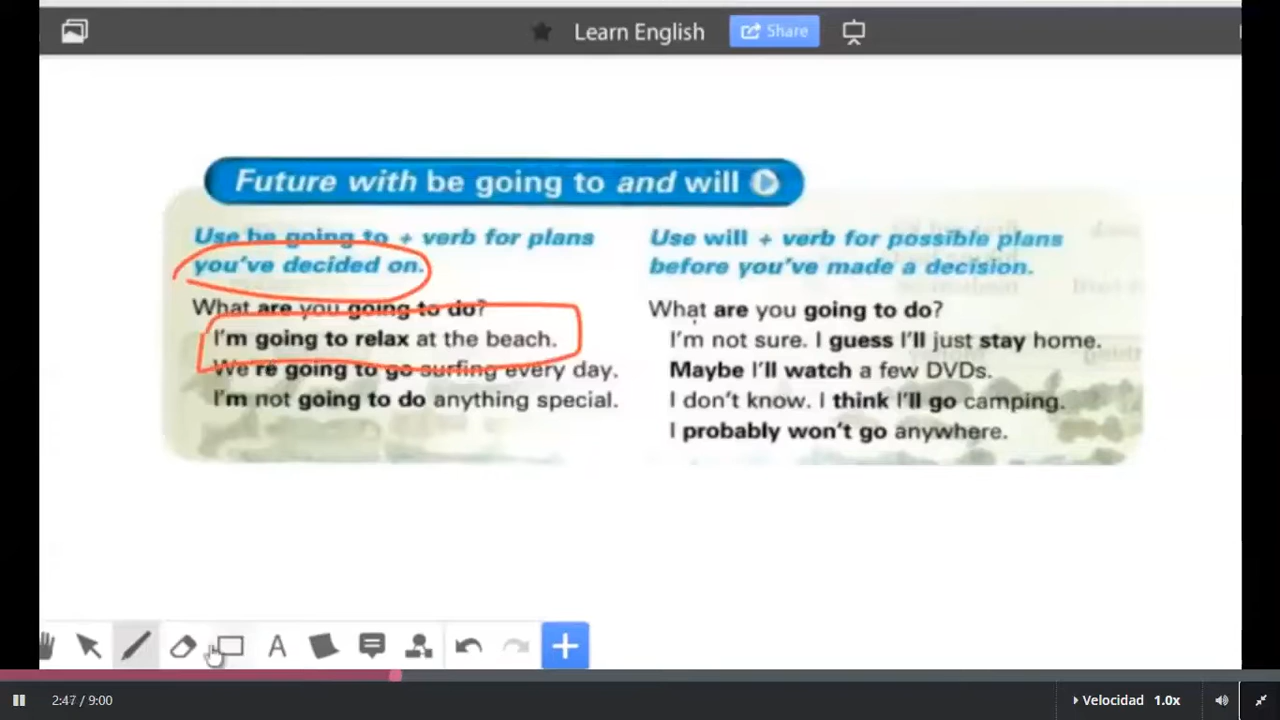 Learn English
Share
Future with be going to and will
Use be going to + verb for plans
you've decided on.
What are you going to do?
I'm going to relax at the beach.
We're going to go surfing every day.
I'm not going to do anything special.
Use will + verb for possible plans
before you've made a decision.
What are you going to do?
I'm not sure. I guess I'll just stay home.
Maybe I'll watch a few DVDs.
I don't know. I think I'll go camping.
I probably won't go anywhere.
A
2:47 / 9:00
Velocidad 1.0x